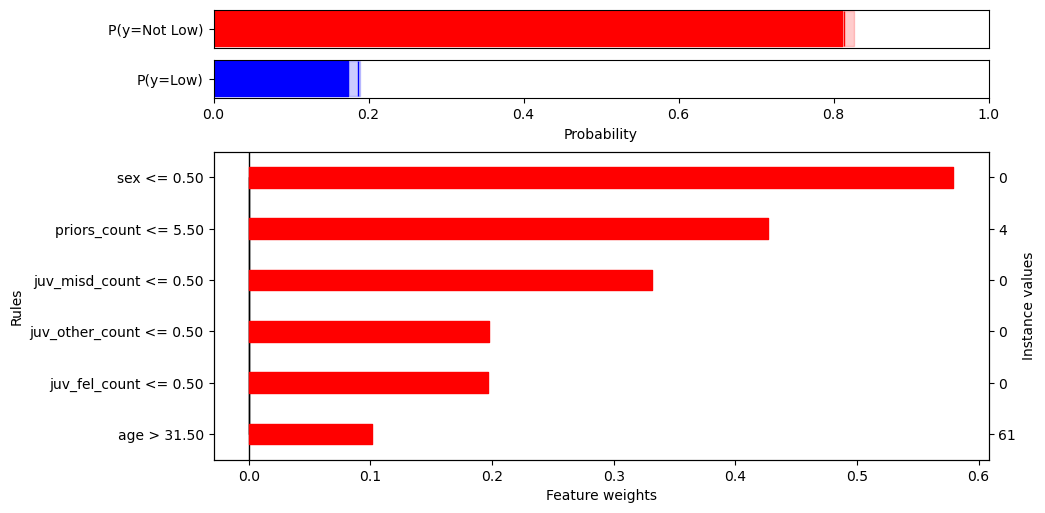 P(y=Not Low)
P(y=Low)
0.0 0.2 0.4 0.6 0.8 1.0
Probability
Rules
sex <= 0.50 0
priors_count <= 5.50 4
juv_misd_count <= 0.50 0
juv_other_count <= 0.50 0
juv_fel_count <= 0.50 0
age > 31.50 61
Instance values
0.0 0.1 0.2 0.3 0.4 0.5 0.6
Feature weights